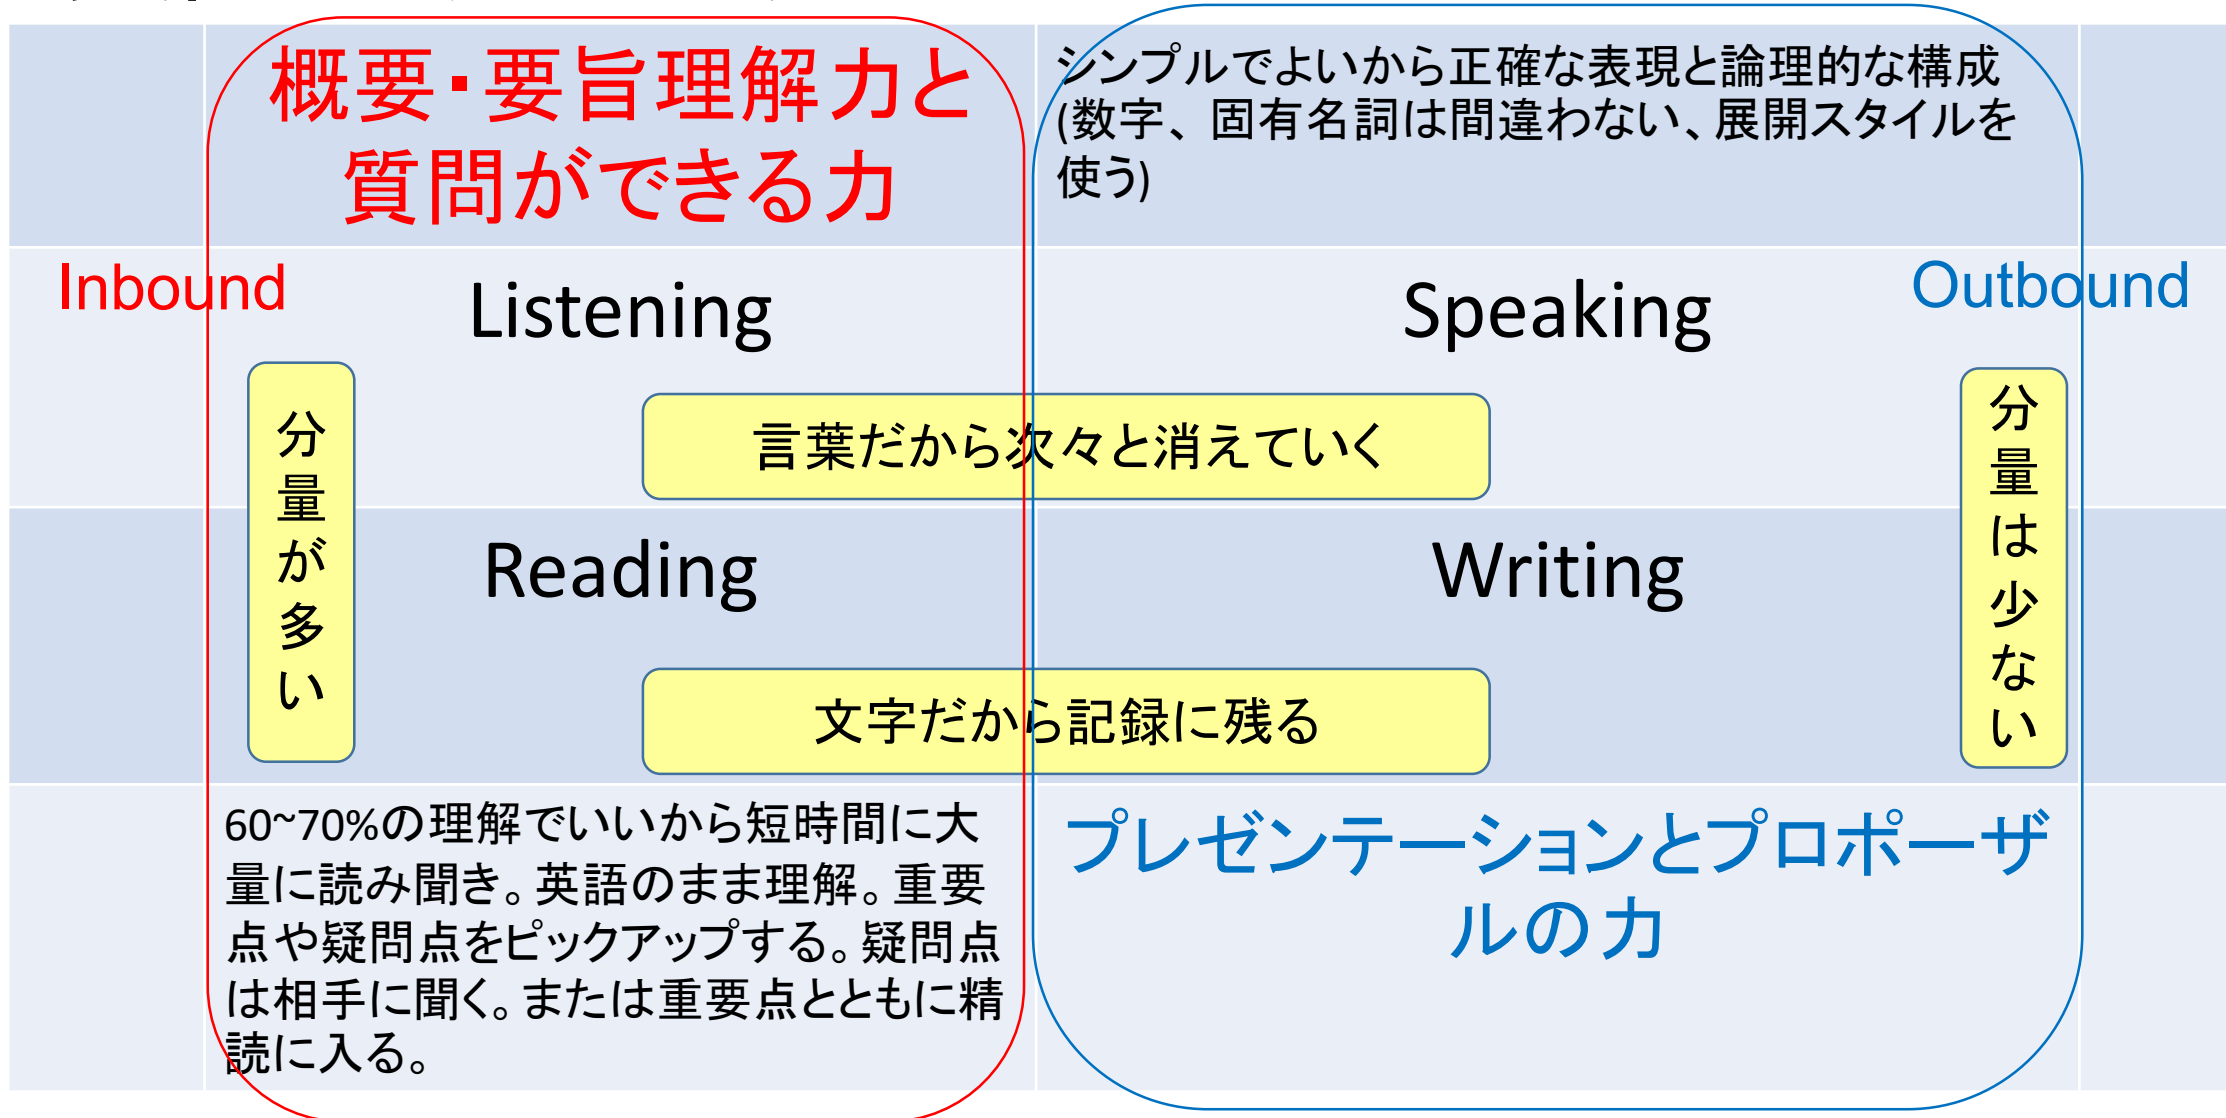 概要・要旨理解力と
質問ができる力
シンプルでよいから正確な表現と論理的な構成
(数字、固有名詞は間違わない、展開スタイルを
使う)
Inbound
Listening
Speaking
Outbound
分量が多い
言葉だから次々と消えていく
分量は少ない
Reading
Writing
文字だから記録に残る
60~70%の理解でいいから短時間に大
量に読み聞き。英語のまま理解。重要
点や疑問点をピックアップする。疑問点
は相手に聞く。または重要点とともに精
読に入る。
プレゼンテーションとプロポーザ
ルの力